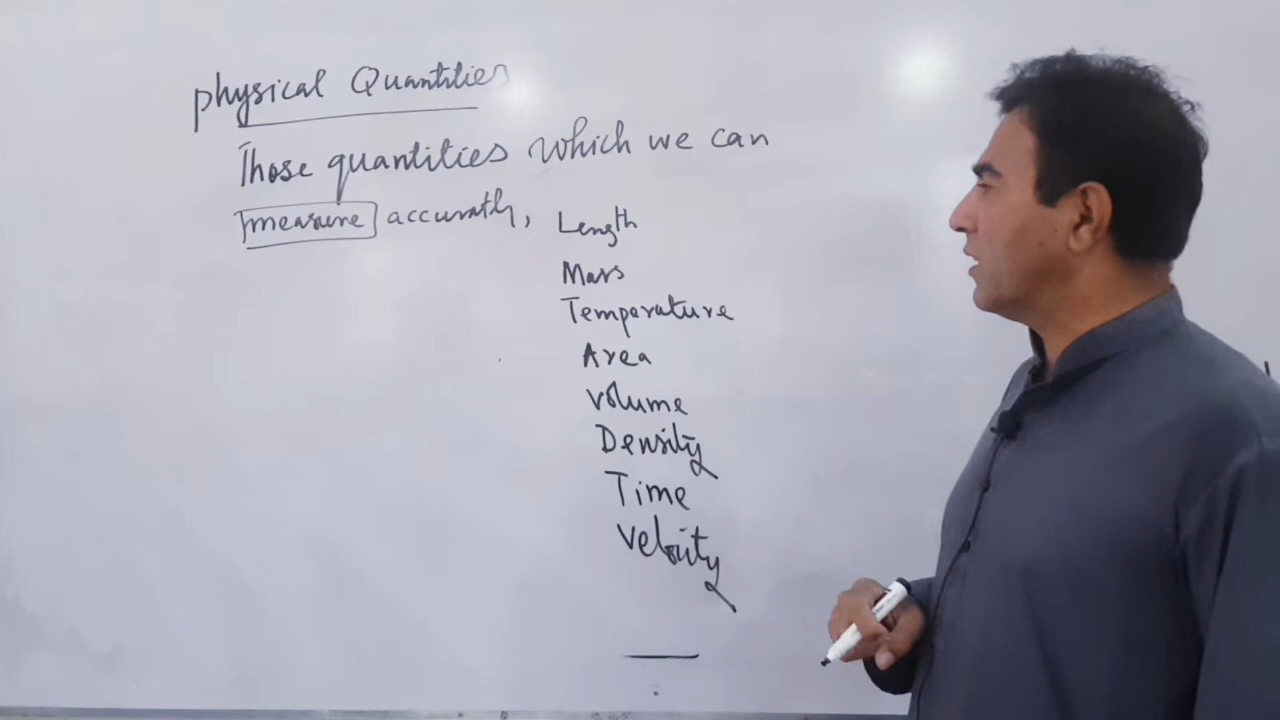 physical Quantities
Those quantities which we can
measure accurately, Length
Mass
Temperature
Area
volume
Density
Time
Velocity